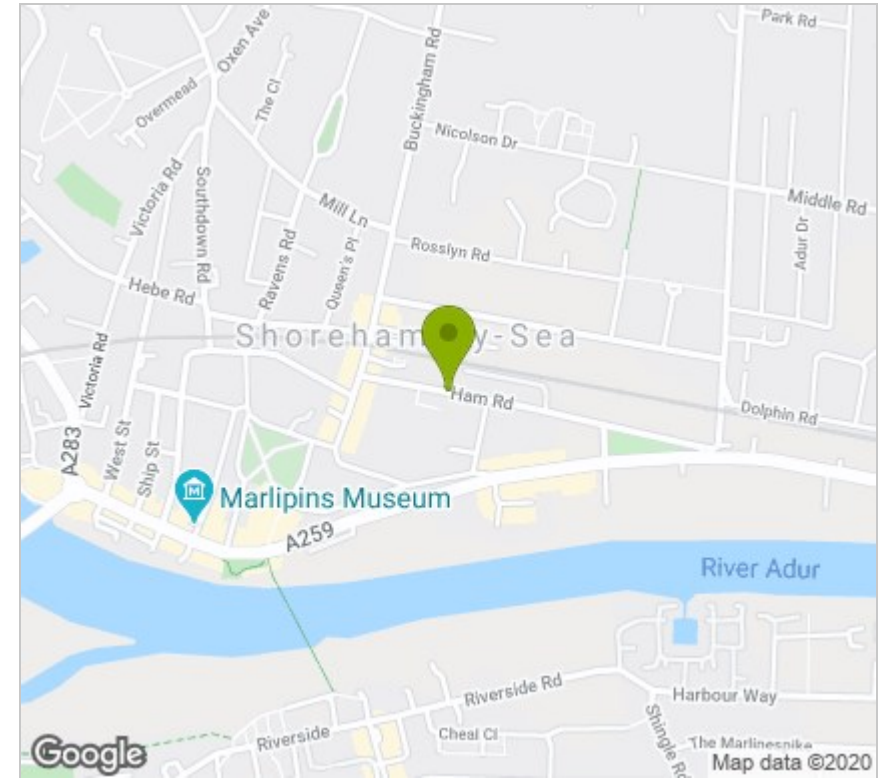 Park Rd
Oxen Ave
Buckingham Rd
Overmead
The Cl
Nicolson Dr
Middle Rd
Victoria Rd
Southdown Rd
Mill Ln
Adur Dr
Ravens Rd
Queen's Pl
Rosslyn Rd
Hebe Rd
Shoreham y-Sea
Victoria Rd
Ham Rd
Dolphin Rd
A283
West St
Ship St
Marlipins Museum
A259
River Adur
Riverside Rd
Harbour Way
Riverside
Cheal Cl
Shingle Rd
The Marlinespike
Google
Map data ©2020